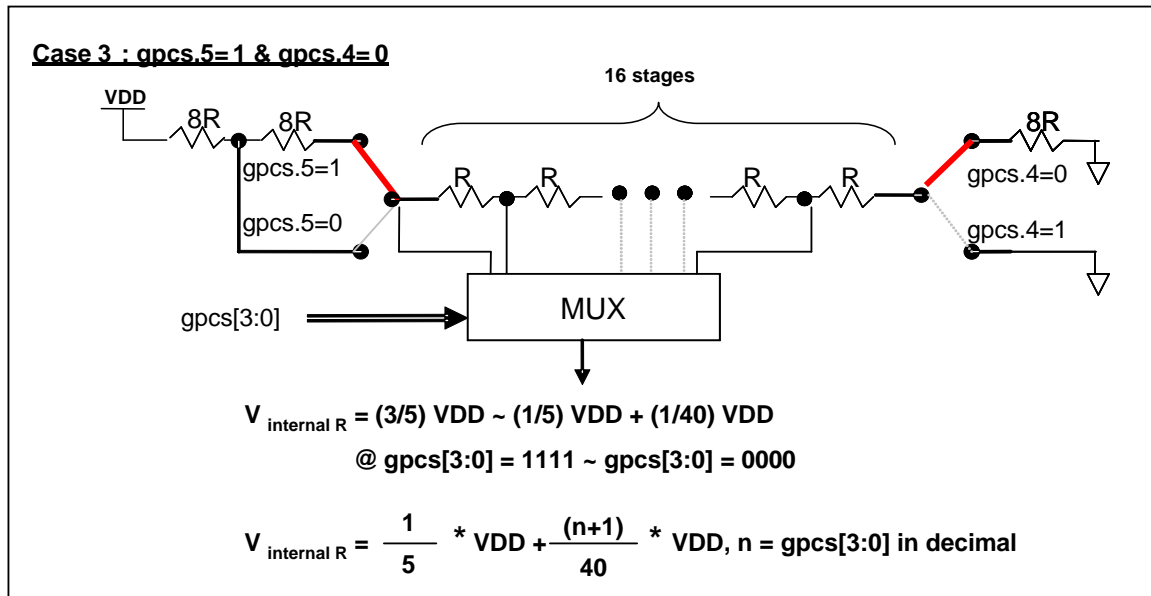 Case 3 : gpcs.5=1 & gpcs.4=0
16 stages
VDD
8R 8R 8R
gpcs.5=1
gpcs.4=0
R R R R
gpcs.5=0
gpcs.4=1
MUX
gpcs[3:0]
V internal R = (3/5) VDD ~ (1/5) VDD + (1/40) VDD
@ gpcs[3:0] = 1111 ~ gpcs[3:0] = 0000
V internal R = 1/5 * VDD + (n+1)/40 * VDD, n = gpcs[3:0] in decimal